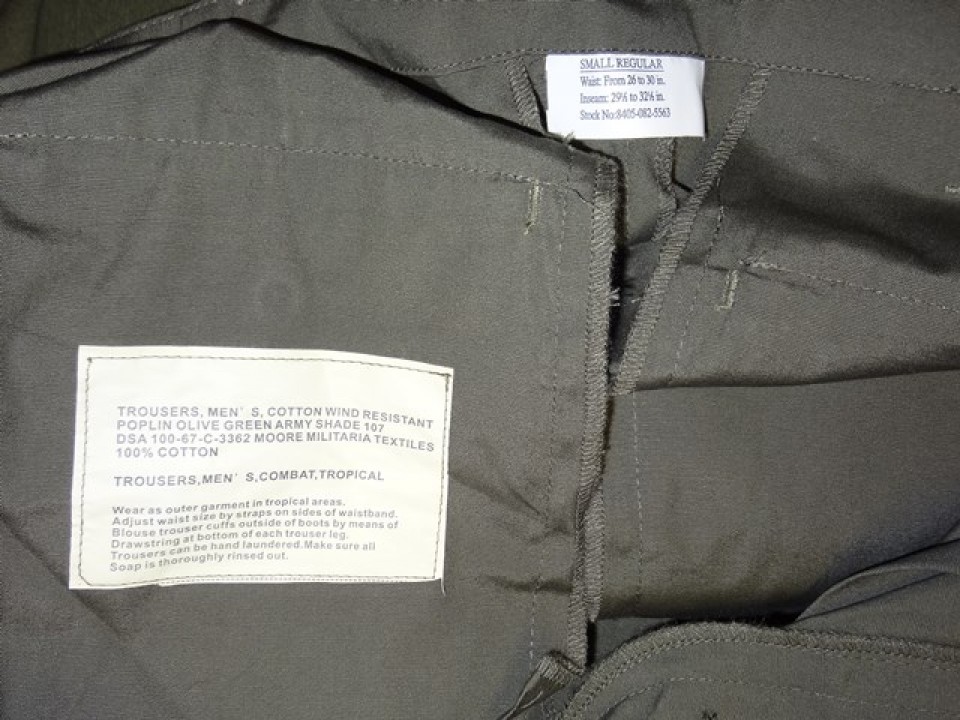 SMALL REGULAR
Waist: From 26 to 30 in.
Inseam: 29½ to 32½ in.
Stock No:8405-082-5563
TROUSERS, MEN' S, COTTON WIND RESISTANT
POPLIN OLIVE GREEN ARMY SHADE 107
DSA 100-67-C-3362 MOORE MILITARIA TEXTILES
100% COTTON
TROUSERS,MEN' S,COMBAT,TROPICAL
Wear as outer garment in tropical areas.
Adjust waist size by straps on sides of waistband.
Blouse trouser cuffs outside of boots by means of
Drawstring at bottom of each trouser leg.
Trousers can be hand laundered.Make sure all
Soap is thoroughly rinsed out.